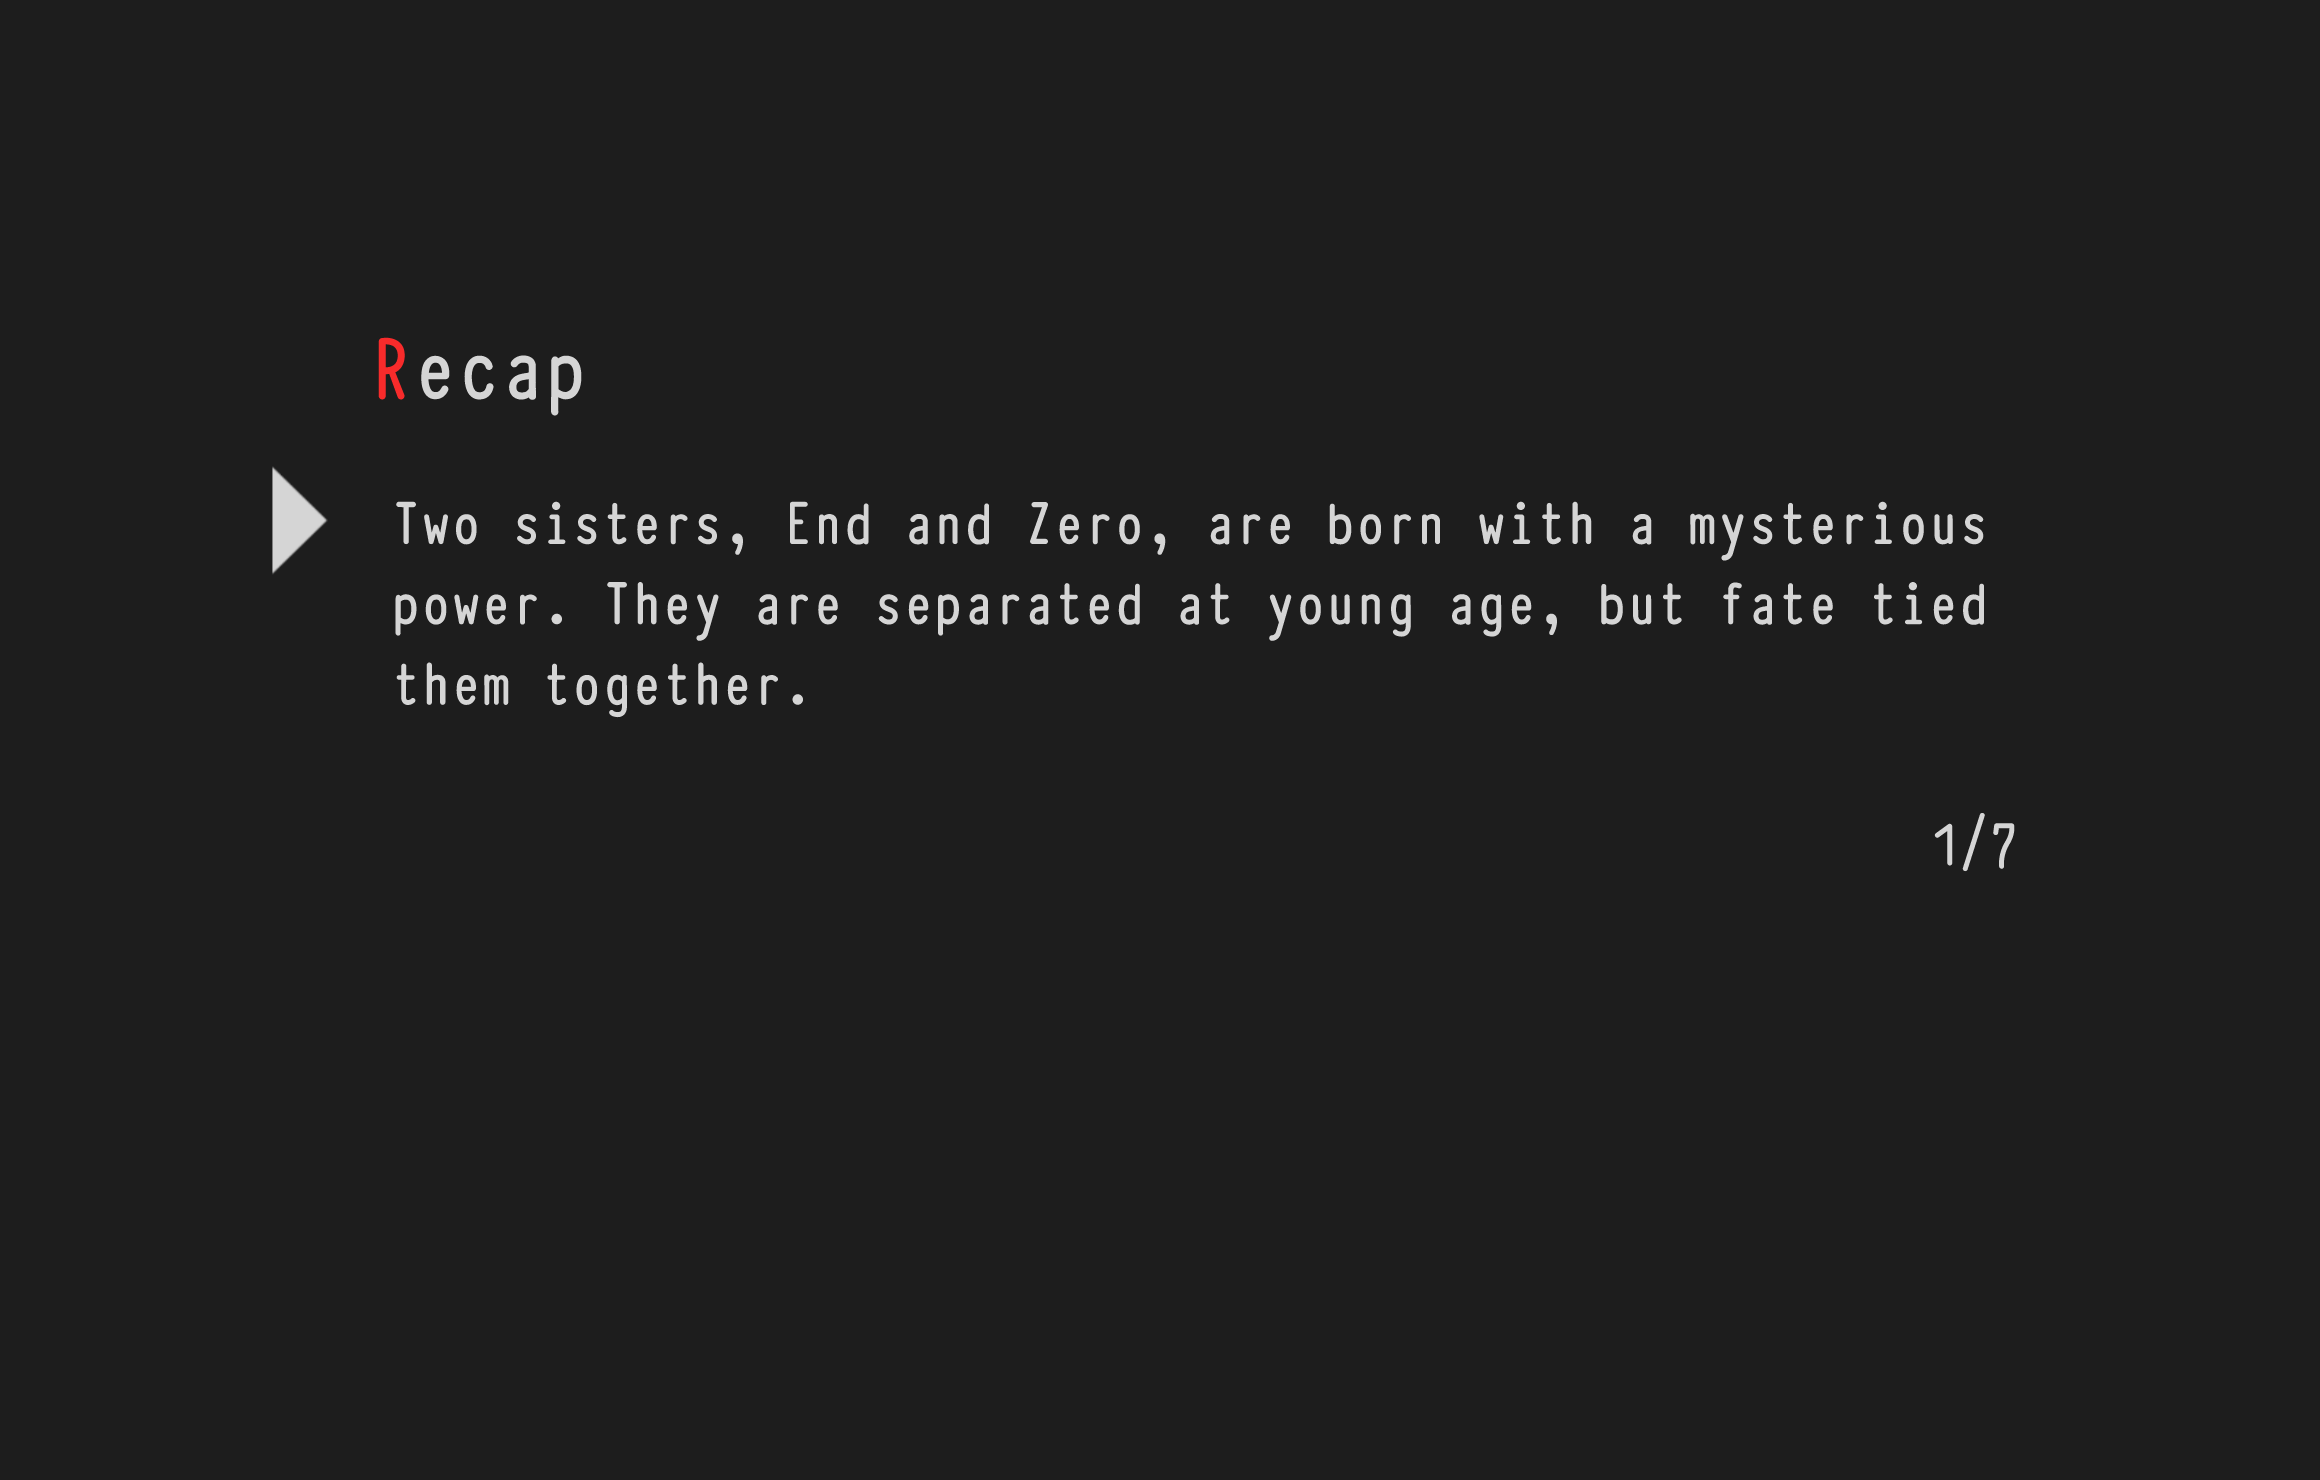 Recap
Two sisters, End and Zero, are born with a mysterious
power. They are separated at young age, but fate tied
them together.
1/7